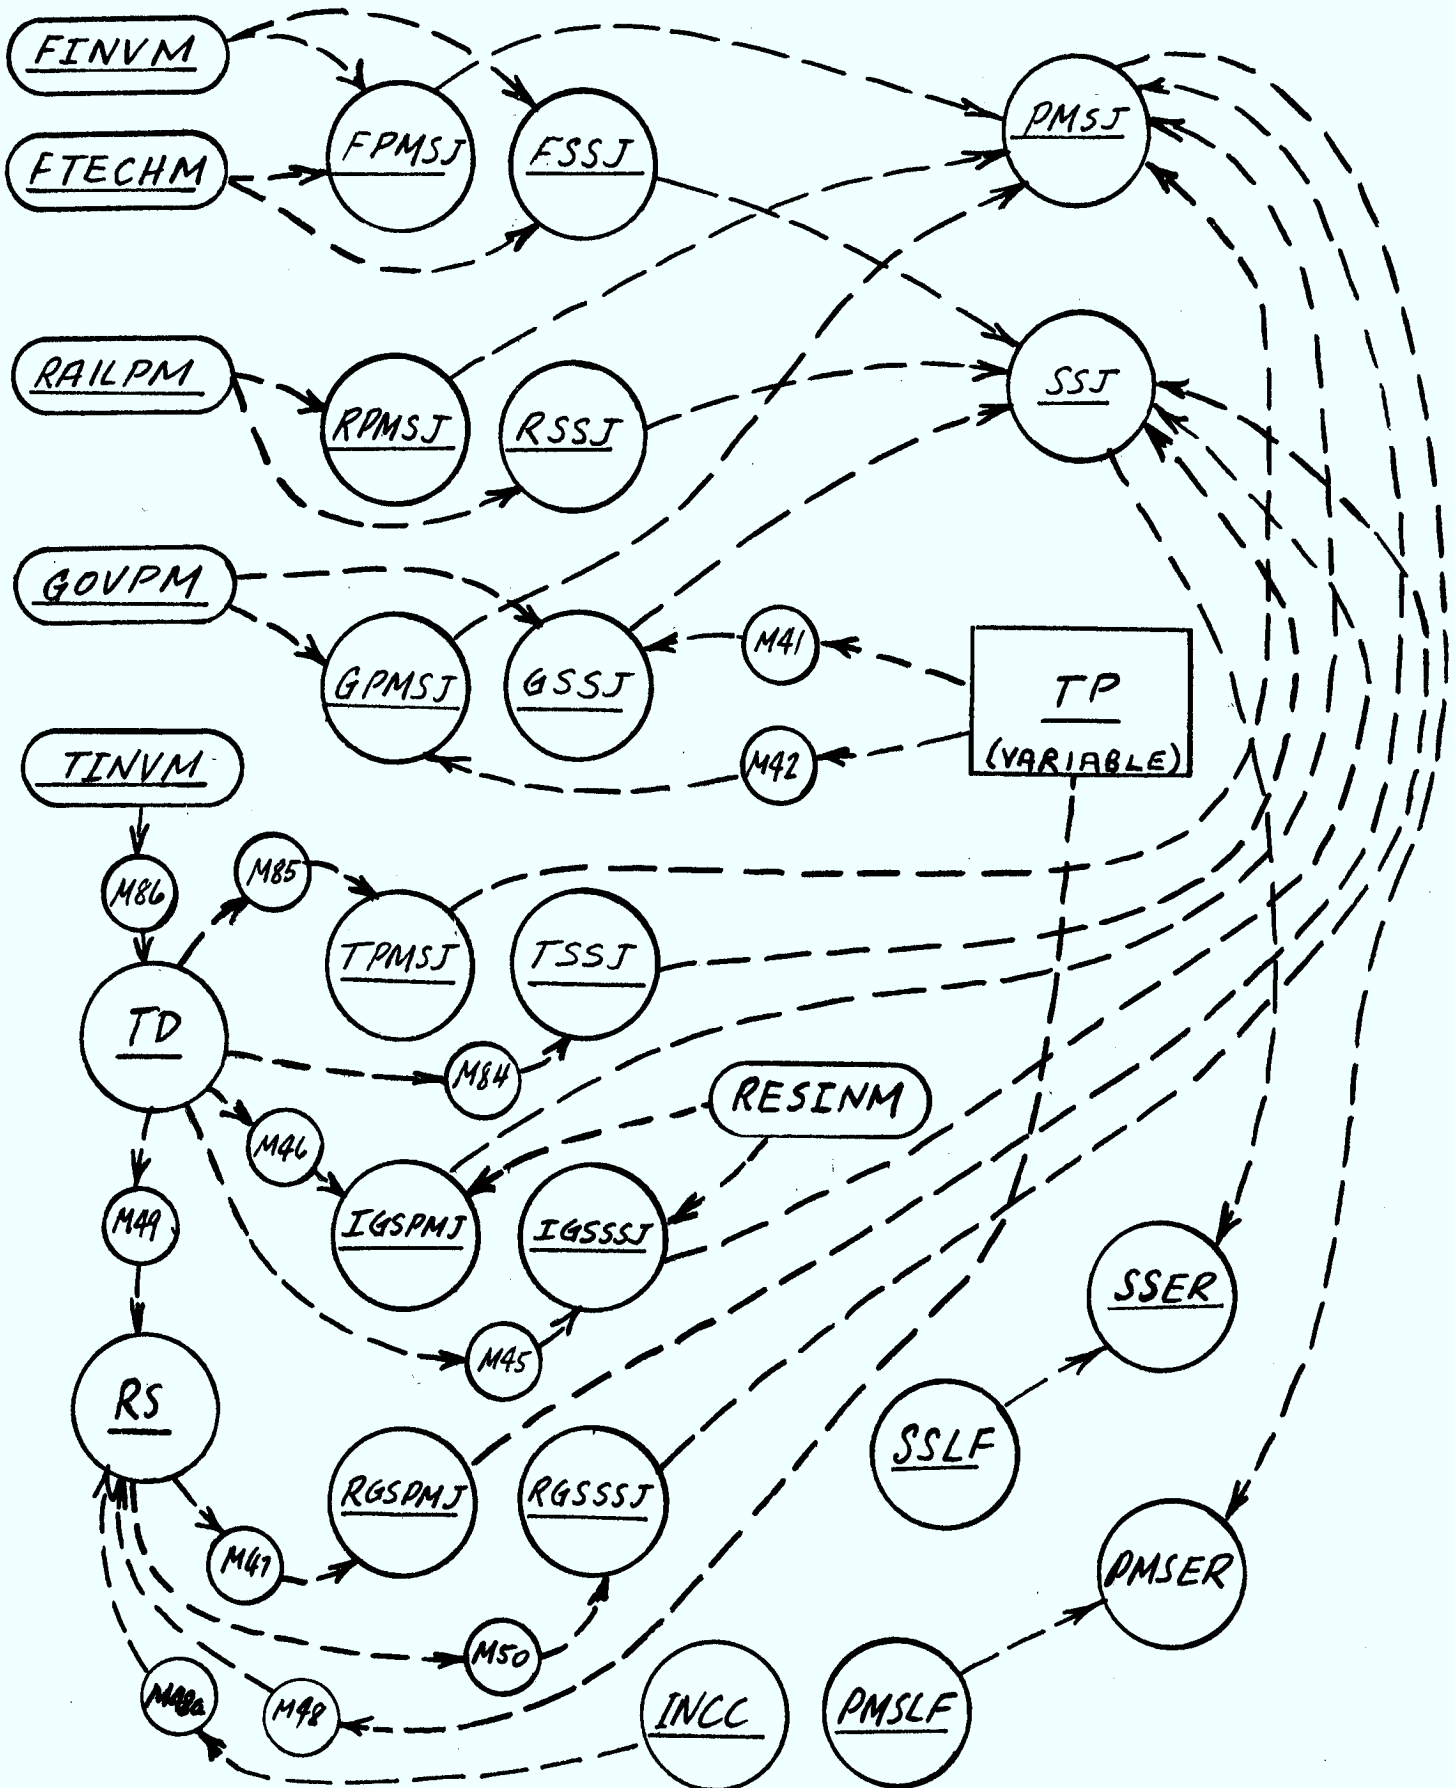 FINVM
FPMSJ
FSSJ
PMSJ
FTECHM
RAILPM
RPMSJ
RSSJ
SSJ
GOVPM
GPMSJ
GSSJ
M41
TP
(VARIABLE)
M42
TINVM
M86
M85
TPMSJ
TSSJ
TD
M84
RESINM
M46
M49
IGSPMJ
IGSSSJ
SSER
M45
RS
SSLF
RGSPMJ
RGSSSJ
M47
PMSER
M50
M48a
M48
INCC
PMSLF